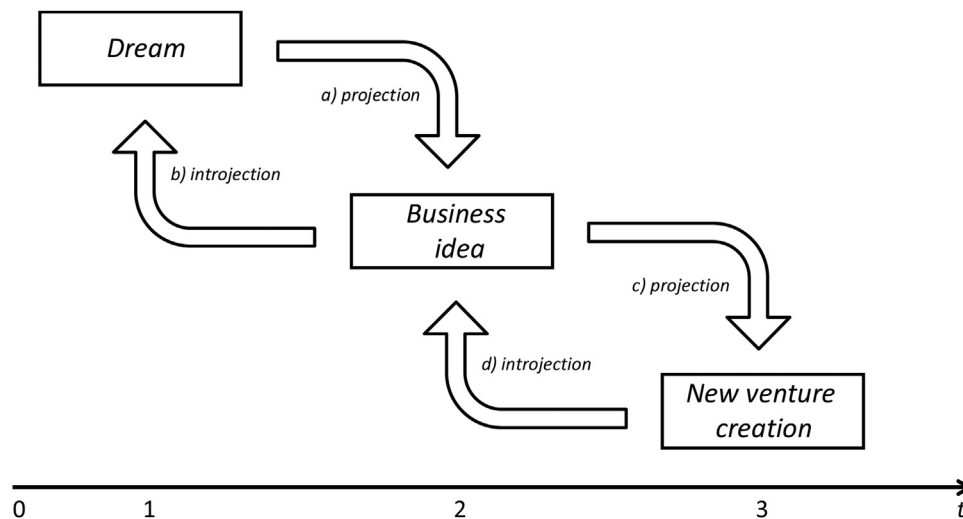 Dream
a) projection
b) introjection
Business
idea
c) projection
d) introjection
New venture
creation
0 1 2 3 t